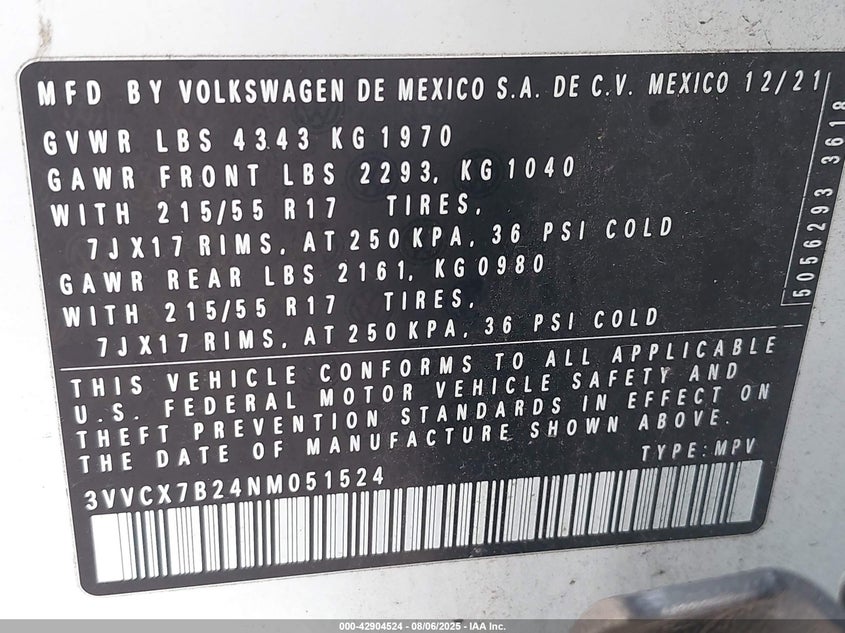 MFD BY VOLKSWAGEN DE MEXICO S.A. DE C.V. MEXICO 12/21
GVWR LBS 4343 KG 1970
GAWR FRONT LBS 2293, KG 1040
WITH 215/55 R17 TIRES,
7JX17 RIMS, AT 250 KPA, 36 PSI COLD
GAWR REAR LBS 2161, KG 0980
WITH 215/55 R17 TIRES,
7JX17 RIMS, AT 250 KPA, 36 PSI COLD
5056293 3618
THIS VEHICLE CONFORMS TO ALL APPLICABLE
U.S. FEDERAL MOTOR VEHICLE SAFETY AND
THEFT PREVENTION STANDARDS IN EFFECT ON
THE DATE OF MANUFACTURE SHOWN ABOVE.
TYPE: MPV
3VVCX7B24NM051524
000-42904524 - 08/06/2025 - IAA Inc.